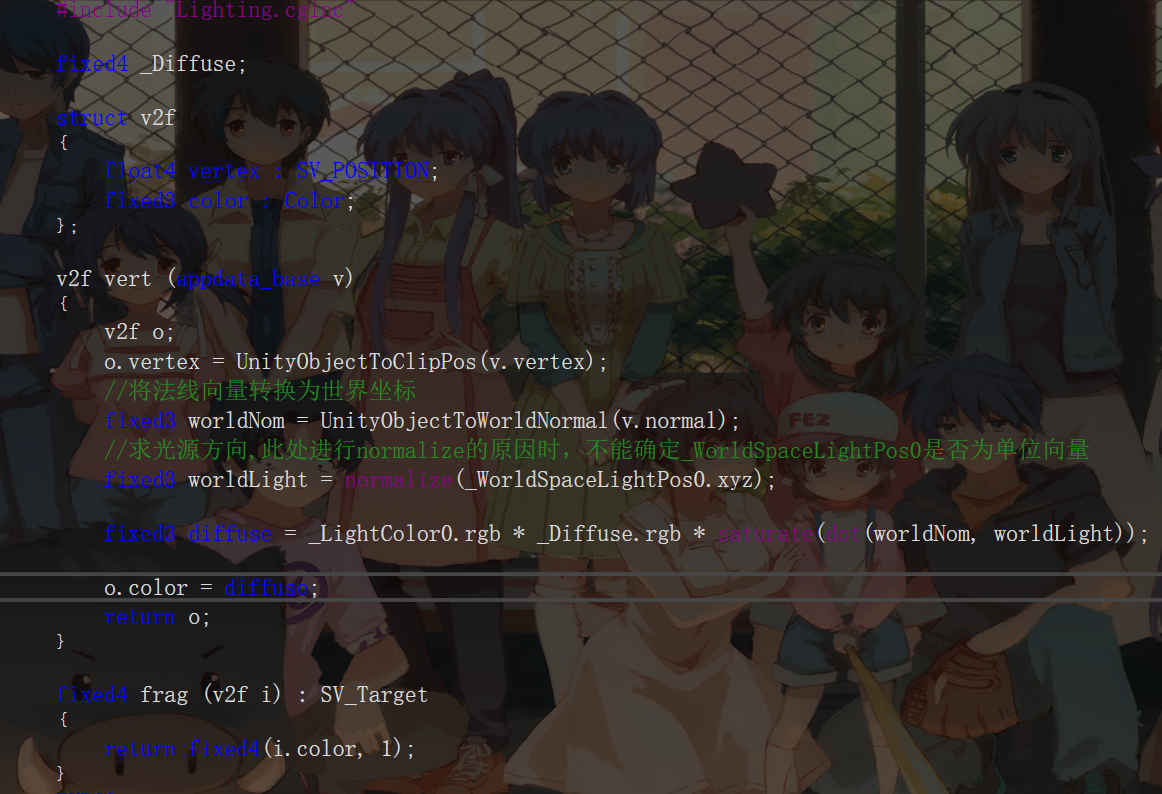 #include "Lighting.cginc"
fixed4 _Diffuse;
struct v2f
{
float4 vertex : SV_POSITION;
fixed3 color : Color;
};
v2f vert (appdata_base v)
{
v2f o;
o.vertex = UnityObjectToClipPos(v.vertex);
//将法线向量转换为世界坐标
fixed3 worldNom = UnityObjectToWorldNormal(v.normal);
//求光源方向,此处进行normalize的原因时，不能确定_WorldSpaceLightPos0是否为单位向量
fixed3 worldLight = normalize(_WorldSpaceLightPos0.xyz);
fixed3 diffuse = _LightColor0.rgb * _Diffuse.rgb * saturate(dot(worldNom, worldLight));
o.color = diffuse;
return o;
}
fixed4 frag (v2f i) : SV_Target
{
return fixed4(i.color, 1);
}
FEZ